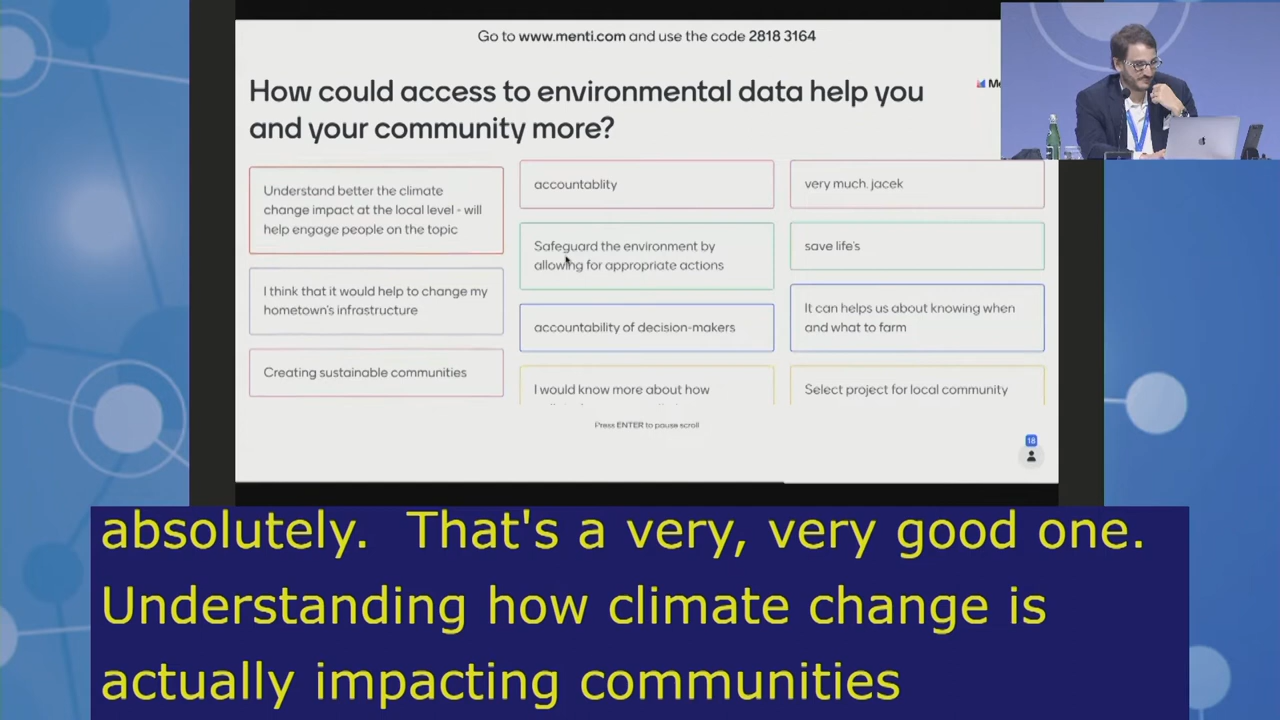 Go to www.menti.com and use the code 2818 3164
How could access to environmental data help you
and your community more?
Understand better the climate
change impact at the local level - will
help engage people on the topic
I think that it would help to change my
hometown's infrastructure
Creating sustainable communities
accountablity
Safeguard the environment by
allowing for appropriate actions
accountability of decision-makers
I would know more about how
very much. jacek
save life's
It can helps us about knowing when
and what to farm
Select project for local community
Press ENTER to pause scroll
18
absolutely. That's a very, very good one.
Understanding how climate change is
actually impacting communities